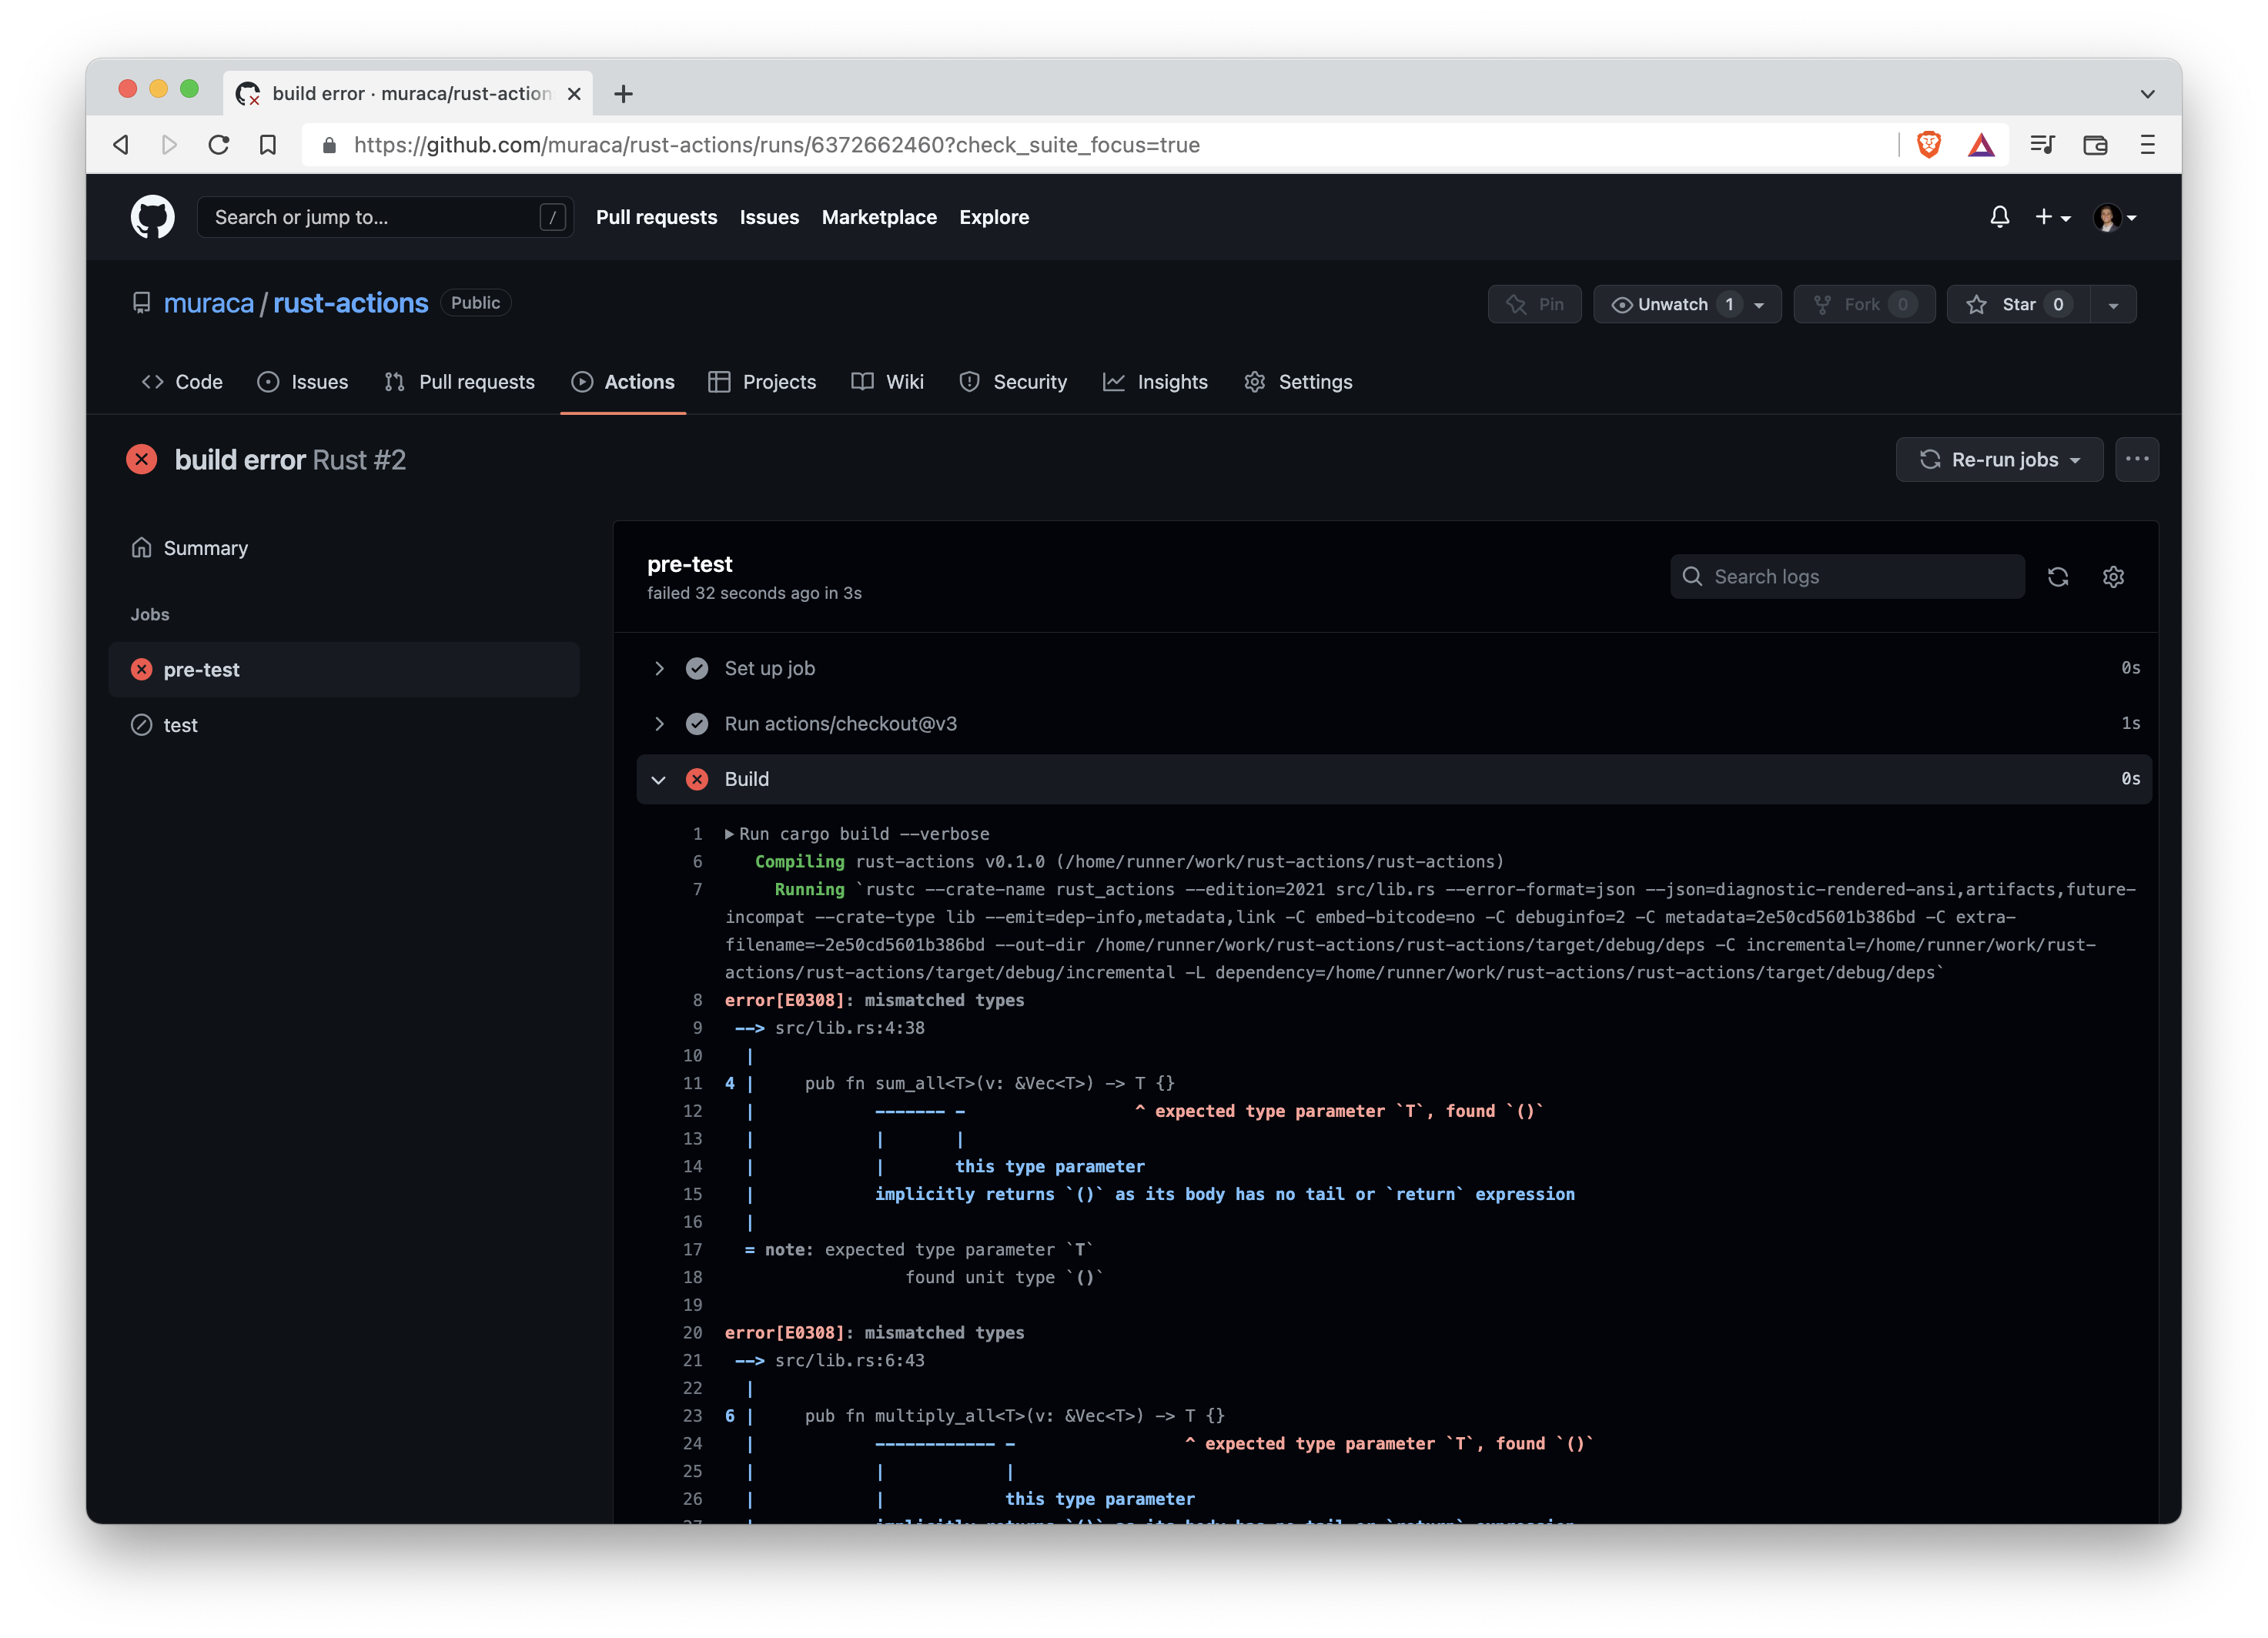 build error · muraca/rust-action
https://github.com/muraca/rust-actions/runs/6372662460?check_suite_focus=true
Search or jump to... / Pull requests Issues Marketplace Explore
muraca / rust-actions Public Pin Unwatch 1 Fork 0 Star 0
Code Issues Pull requests Actions Projects Wiki Security Insights Settings
build error Rust #2 Re-run jobs
Summary
Jobs
pre-test
test
pre-test
failed 32 seconds ago in 3s
Search logs
Set up job 0s
Run actions/checkout@v3 1s
Build 0s
1 Run cargo build --verbose
6 Compiling rust-actions v0.1.0 (/home/runner/work/rust-actions/rust-actions)
7 Running `rustc --crate-name rust_actions --edition=2021 src/lib.rs --error-format=json --json=diagnostic-rendered-ansi,artifacts,future-
incompat --crate-type lib --emit=dep-info,metadata,link -C embed-bitcode=no -C debuginfo=2 -C metadata=2e50cd5601b386bd -C extra-
filename=-2e50cd5601b386bd --out-dir /home/runner/work/rust-actions/rust-actions/target/debug/deps -C incremental=/home/runner/work/rust-
actions/rust-actions/target/debug/incremental -L dependency=/home/runner/work/rust-actions/rust-actions/target/debug/deps`
8 error[E0308]: mismatched types
9 --> src/lib.rs:4:38
10 |
11 4 | pub fn sum_all<T>(v: &Vec<T>) -> T {}
12 | ------- - ^ expected type parameter `T`, found `()`
13 | | |
14 | | this type parameter
15 | implicitly returns `()` as its body has no tail or `return` expression
16 |
17 = note: expected type parameter `T`
18 found unit type `()`
19
20 error[E0308]: mismatched types
21 --> src/lib.rs:6:43
22 |
23 6 | pub fn multiply_all<T>(v: &Vec<T>) -> T {}
24 | ------------ - ^ expected type parameter `T`, found `()`
25 | | |
26 | | this type parameter
27 | implicitly returns `()` as its body has no tail or `return` expression